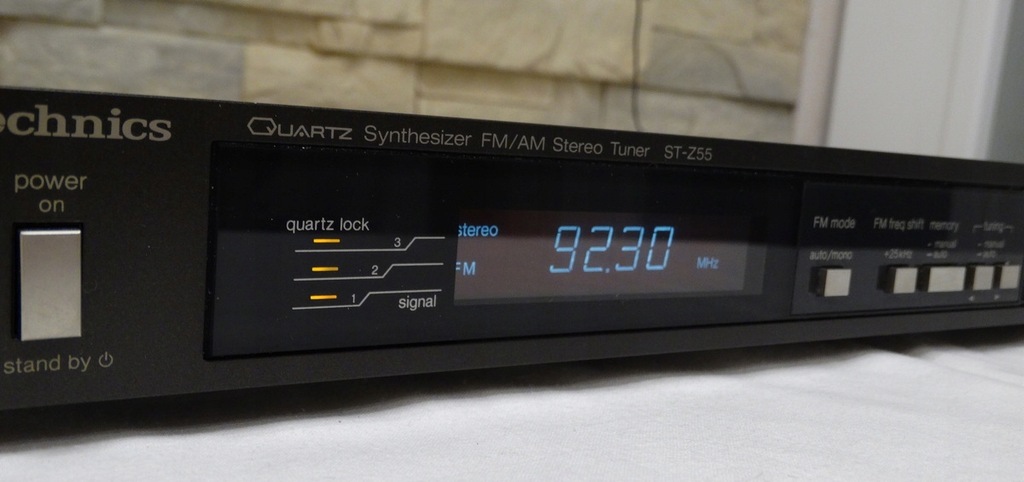 echnics
QUARTZ Synthesizer FM/AM Stereo Tuner ST-Z55
power
on
stand by
quartz lock
3
2
1
signal
stereo
FM
92.30
MHz
FM mode
auto/mono
FM freq shift
+25kHz
memory
manual
auto
tuning
manual
auto